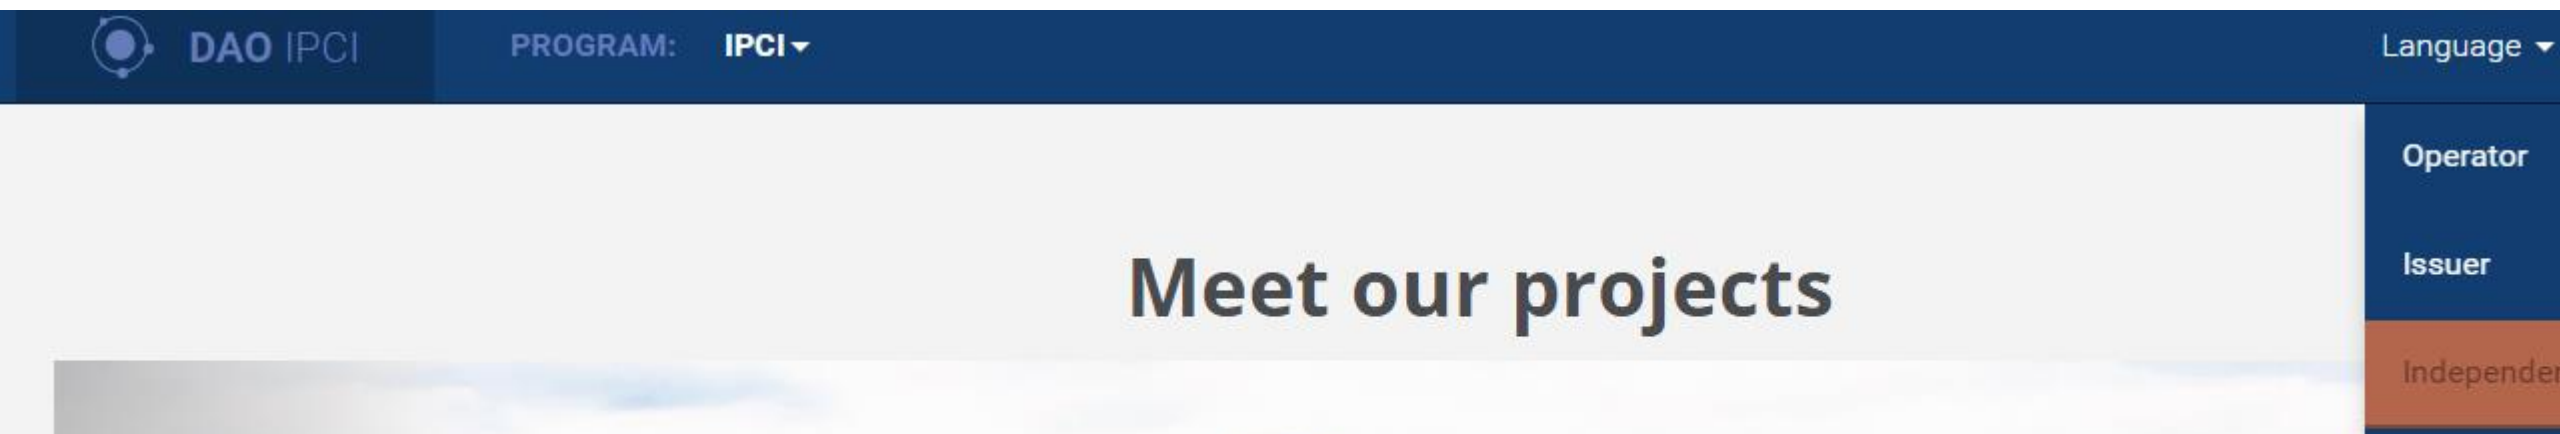 DAO IPCI PROGRAM: IPCI Language
Operator
Issuer
Meet our projects